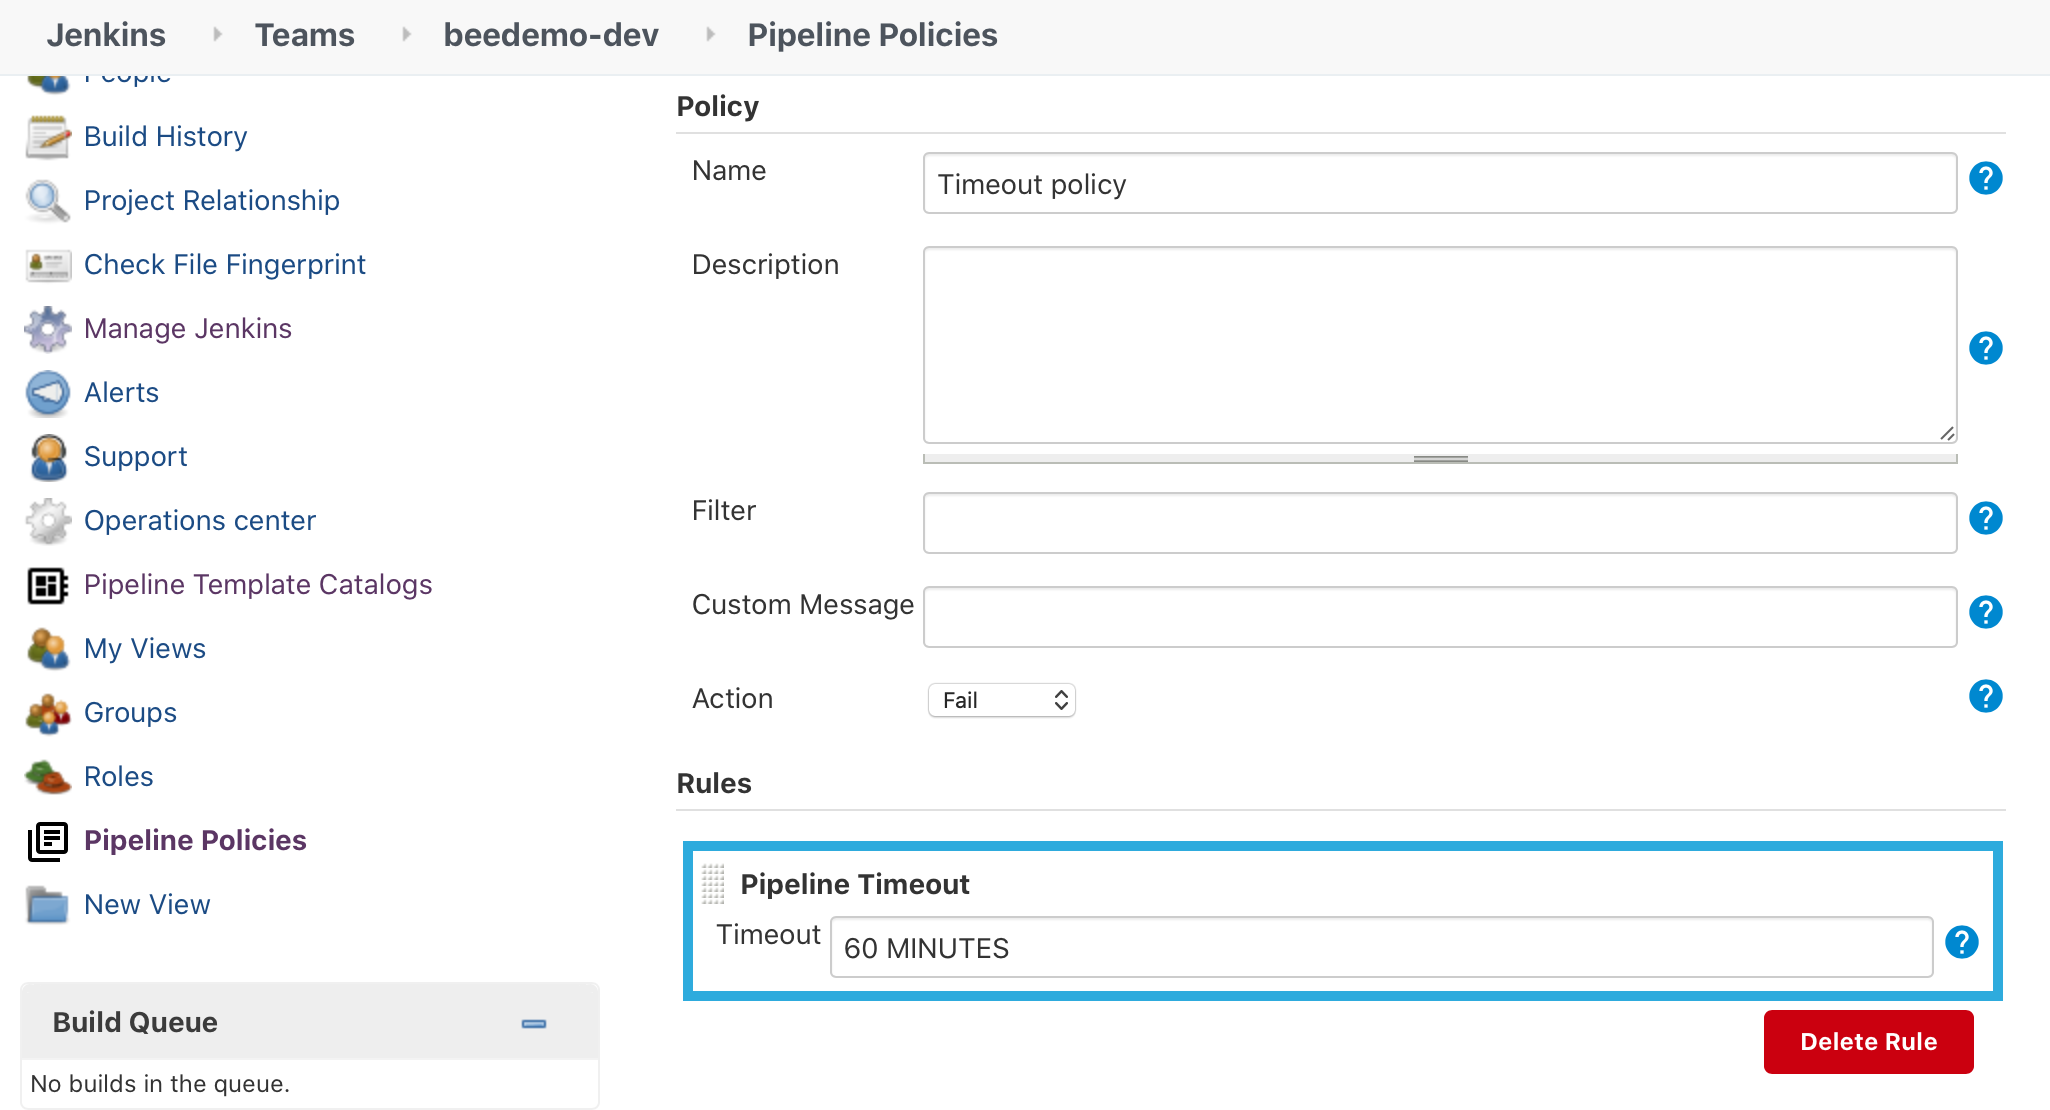 Jenkins Teams beedemo-dev Pipeline Policies
People
Build History
Project Relationship
Check File Fingerprint
Manage Jenkins
Alerts
Support
Operations center
Pipeline Template Catalogs
My Views
Groups
Roles
Pipeline Policies
New View
Build Queue
No builds in the queue.
Policy
Name Timeout policy ?
Description ?
Filter ?
Custom Message ?
Action Fail ?
Rules
Pipeline Timeout
Timeout 60 MINUTES ?
Delete Rule